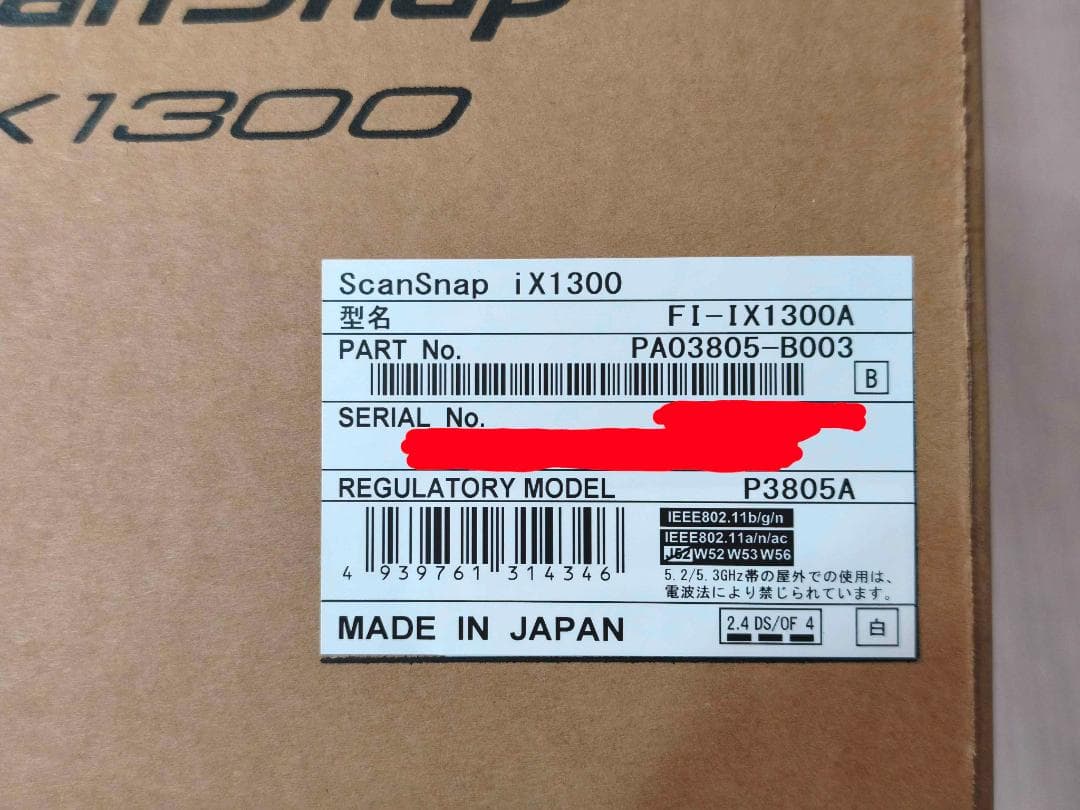 anSnap
X1300
ScanSnap iX1300
型名 FI-IX1300A
PART No. PA03805-B003
B
SERIAL No.
REGULATORY MODEL P3805A
4 939761 314346
IEEE802.11b/g/n
IEEE802.11a/n/ac
J52 W52 W53 W56
5.2/5.3GHz帯の屋外での使用は、
電波法により禁じられています。
MADE IN JAPAN
2.4 DS/OF 4
白